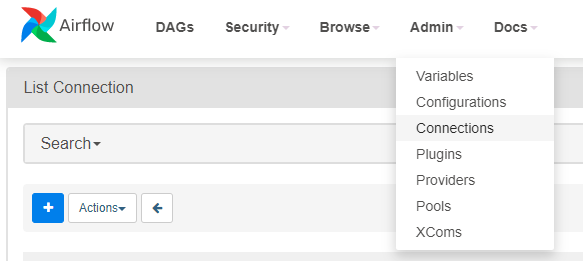 Airflow DAGs Security Browse Admin Docs
List Connection
Search
Actions
Variables
Configurations
Connections
Plugins
Providers
Pools
XComs